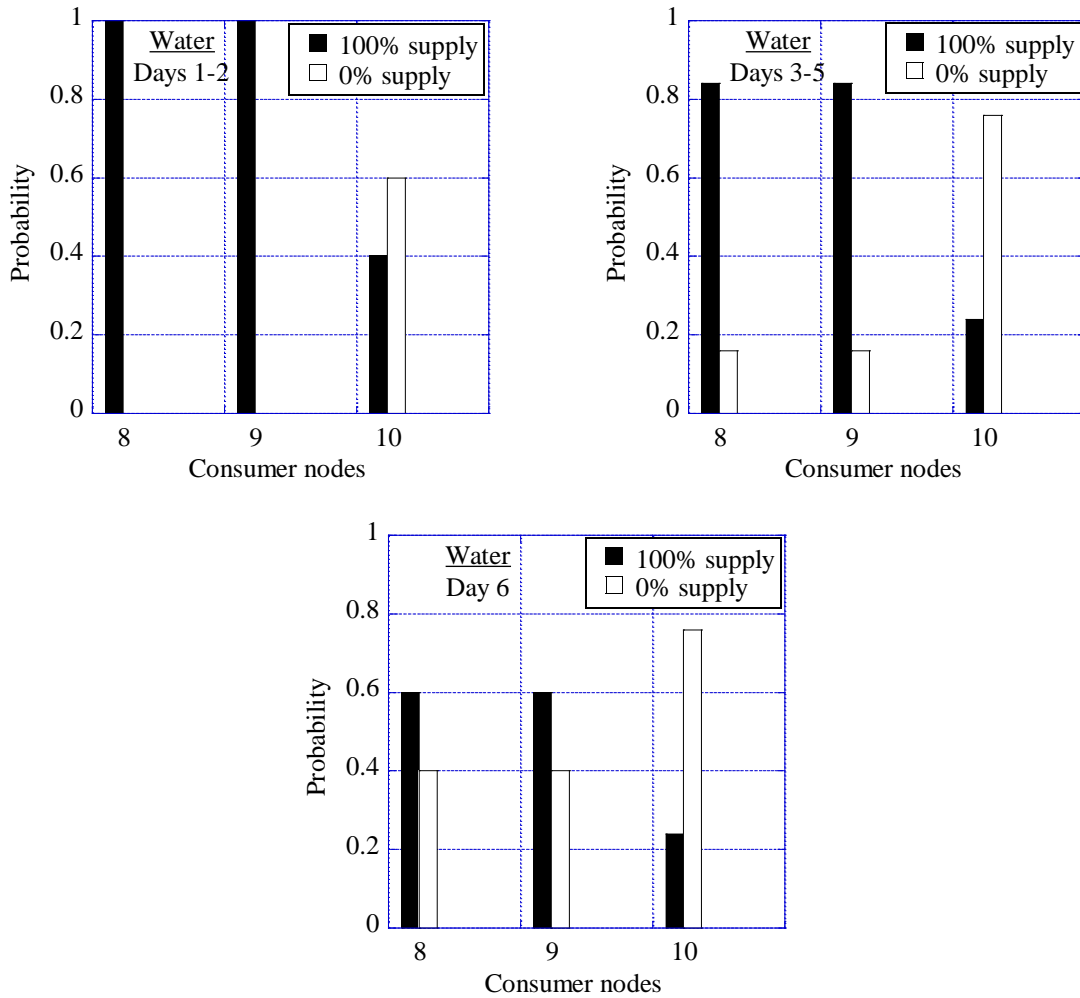 1
0.8
0.6
0.4
0.2
0
Probability
Water
Days 1-2
100% supply
0% supply
8 9 10
Consumer nodes
1
0.8
0.6
0.4
0.2
0
Probability
Water
Days 3-5
100% supply
0% supply
8 9 10
Consumer nodes
1
0.8
0.6
0.4
0.2
0
Probability
Water
Day 6
100% supply
0% supply
8 9 10
Consumer nodes